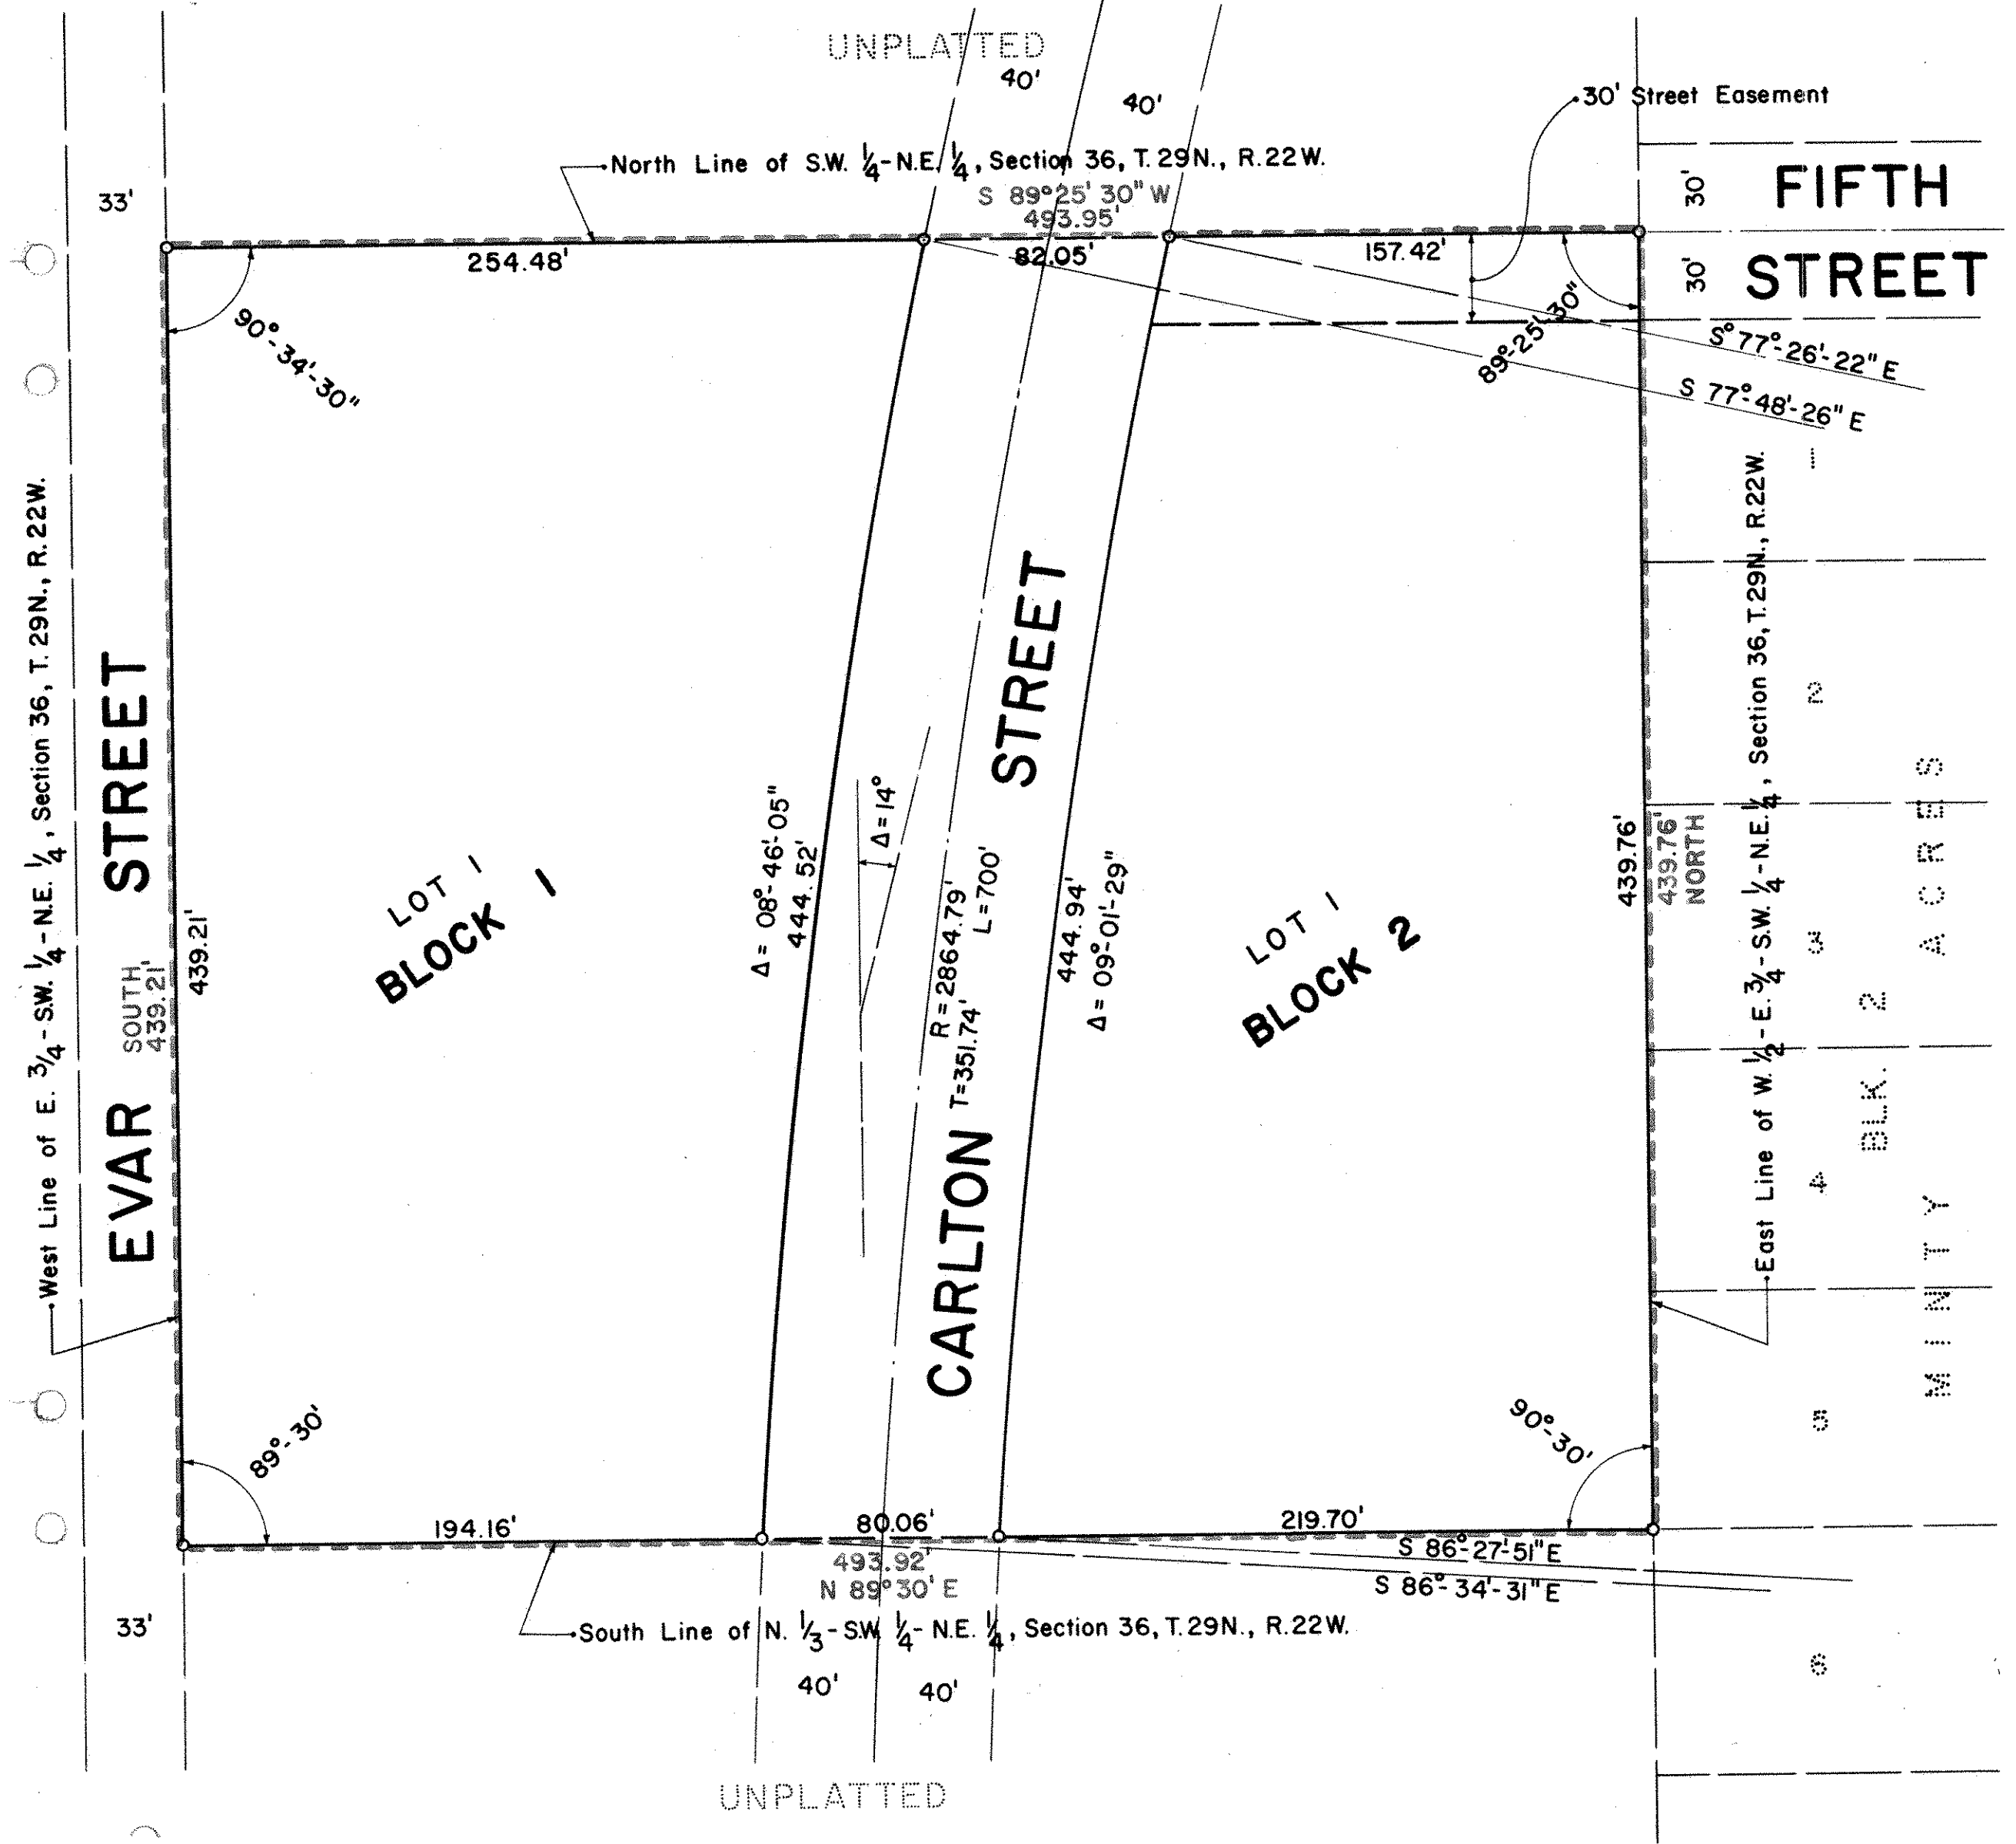 UNPLATTED
40'
40'
30' Street Easement
North Line of S.W. 1/4-N.E. 1/4, Section 36, T.29N., R.22W.
S 89°25'30" W
493.95'
33'
30'
FIFTH
30'
STREET
254.48'
82.05'
157.42'
90°-34'-30"
89°-25'-30"
S° 77°-26'-22" E
S 77°-48'-26" E
West Line of E. 3/4-S.W. 1/4-N.E. 1/4, Section 36, T. 29N., R.22W.
EVAR STREET
SOUTH
439.21'
439.21'
LOT 1
BLOCK 1
Δ= 08°-46'-05"
444.52'
Δ=14°
CARLTON STREET
R=2864.79'
T=351.74'
L=700'
444.94'
Δ= 09°-01'-29"
LOT 1
BLOCK 2
439.76'
439.76'
NORTH
East Line of W. 1/2-E. 3/4-S.W. 1/4-N.E. 1/4, Section 36, T.29N., R.22W.
1
2
3
4
5
6
BLK. 2
MINTY ACRES
89°-30'
90°-30'
194.16'
80.06'
219.70'
493.92'
N 89°30' E
S 86°-27'-51" E
S 86°-34'-31" E
33'
South Line of N. 1/3-S.W. 1/4-N.E. 1/4, Section 36, T.29N., R.22W.
40'
40'
UNPLATTED